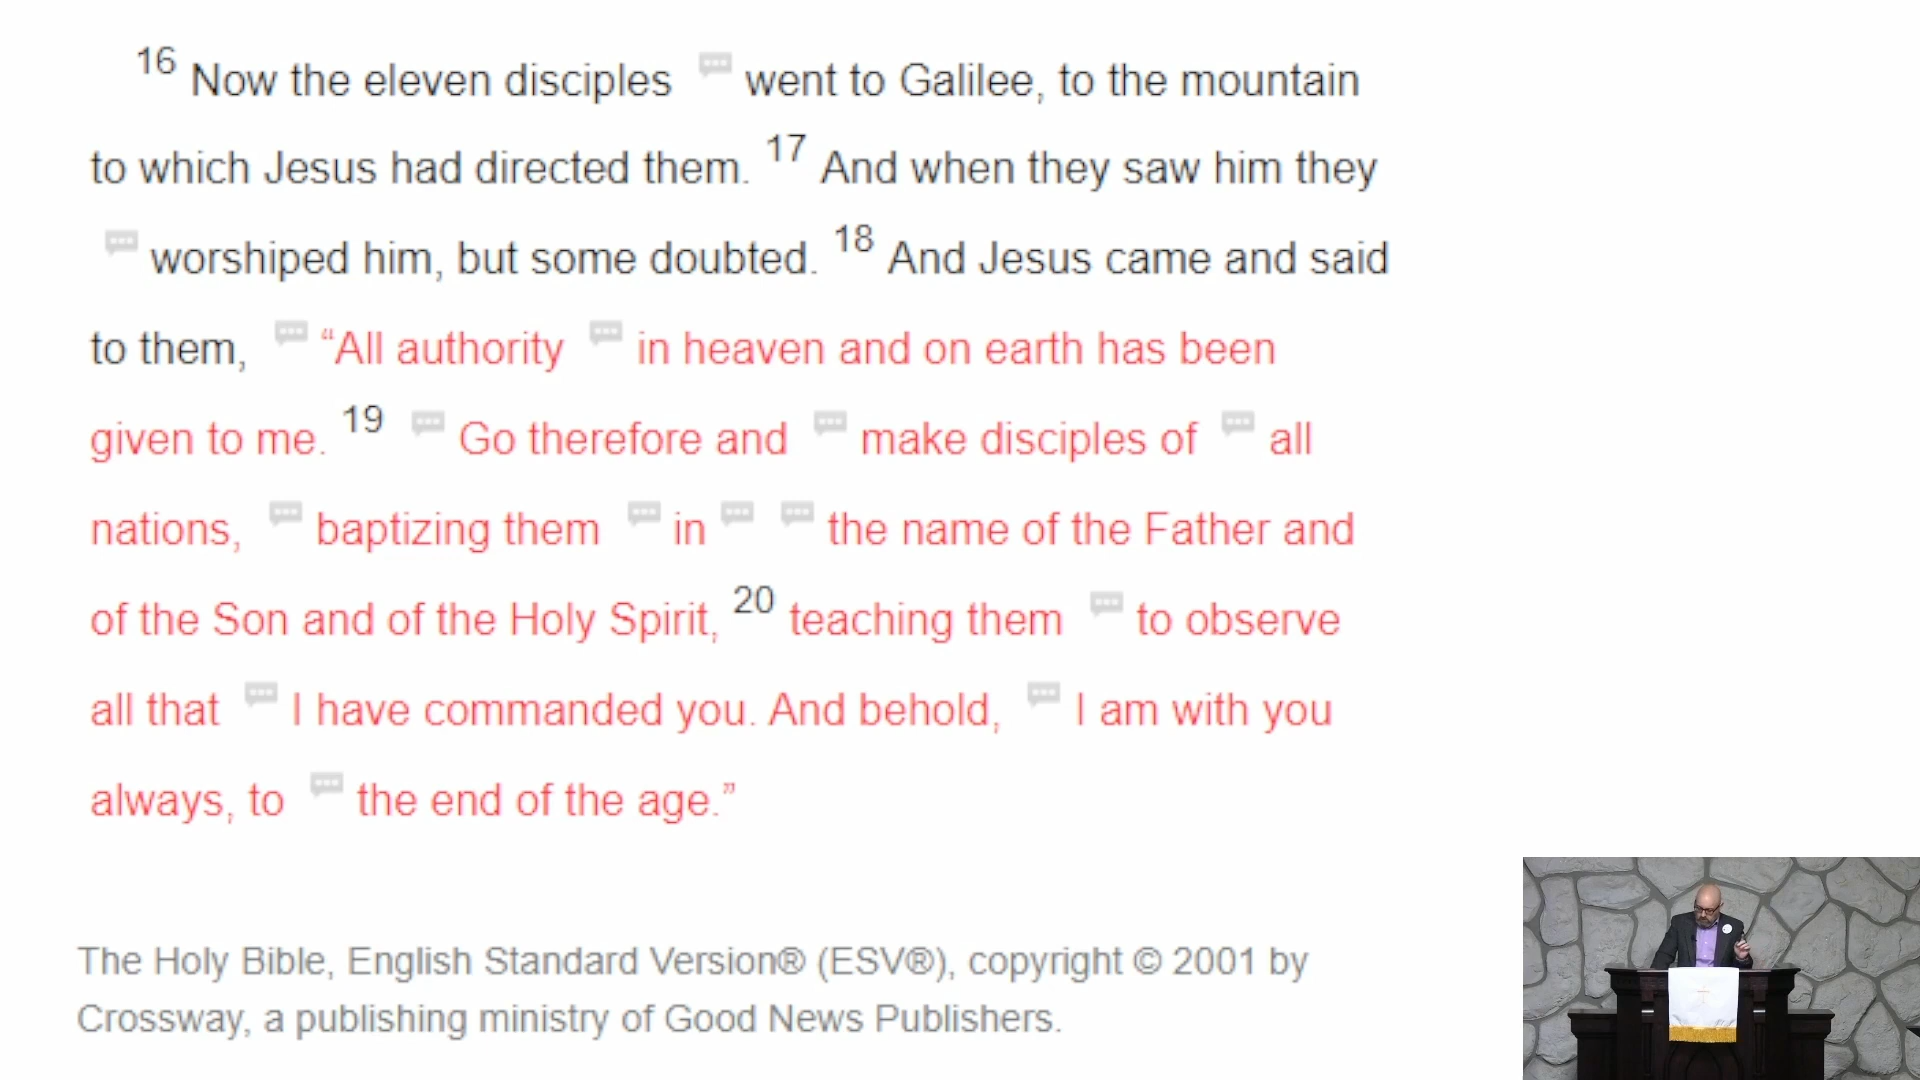 16 Now the eleven disciples went to Galilee, to the mountain
to which Jesus had directed them. 17 And when they saw him they
worshiped him, but some doubted. 18 And Jesus came and said
to them, “All authority in heaven and on earth has been
given to me. 19 Go therefore and make disciples of all
nations, baptizing them in the name of the Father and
of the Son and of the Holy Spirit, 20 teaching them to observe
all that I have commanded you. And behold, I am with you
always, to the end of the age.”
The Holy Bible, English Standard Version® (ESV®), copyright © 2001 by
Crossway, a publishing ministry of Good News Publishers.